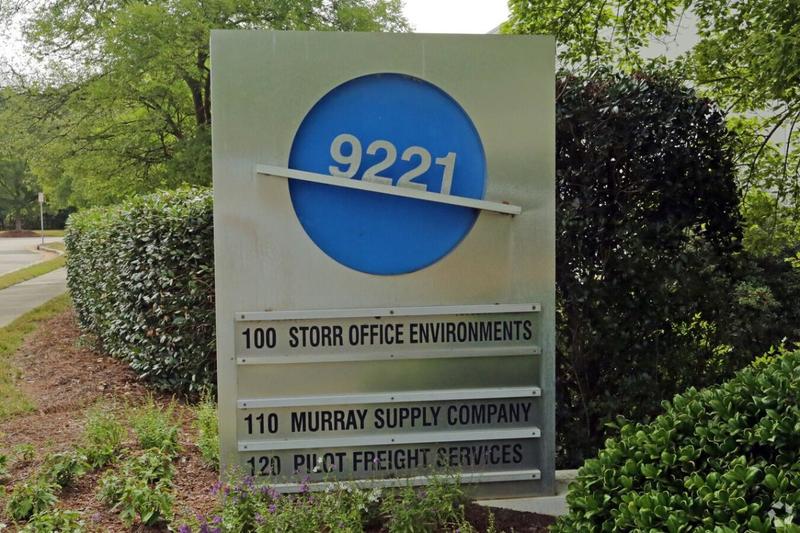 9221
100 STORR OFFICE ENVIRONMENTS
110 MURRAY SUPPLY COMPANY
120 PILOT FREIGHT SERVICES